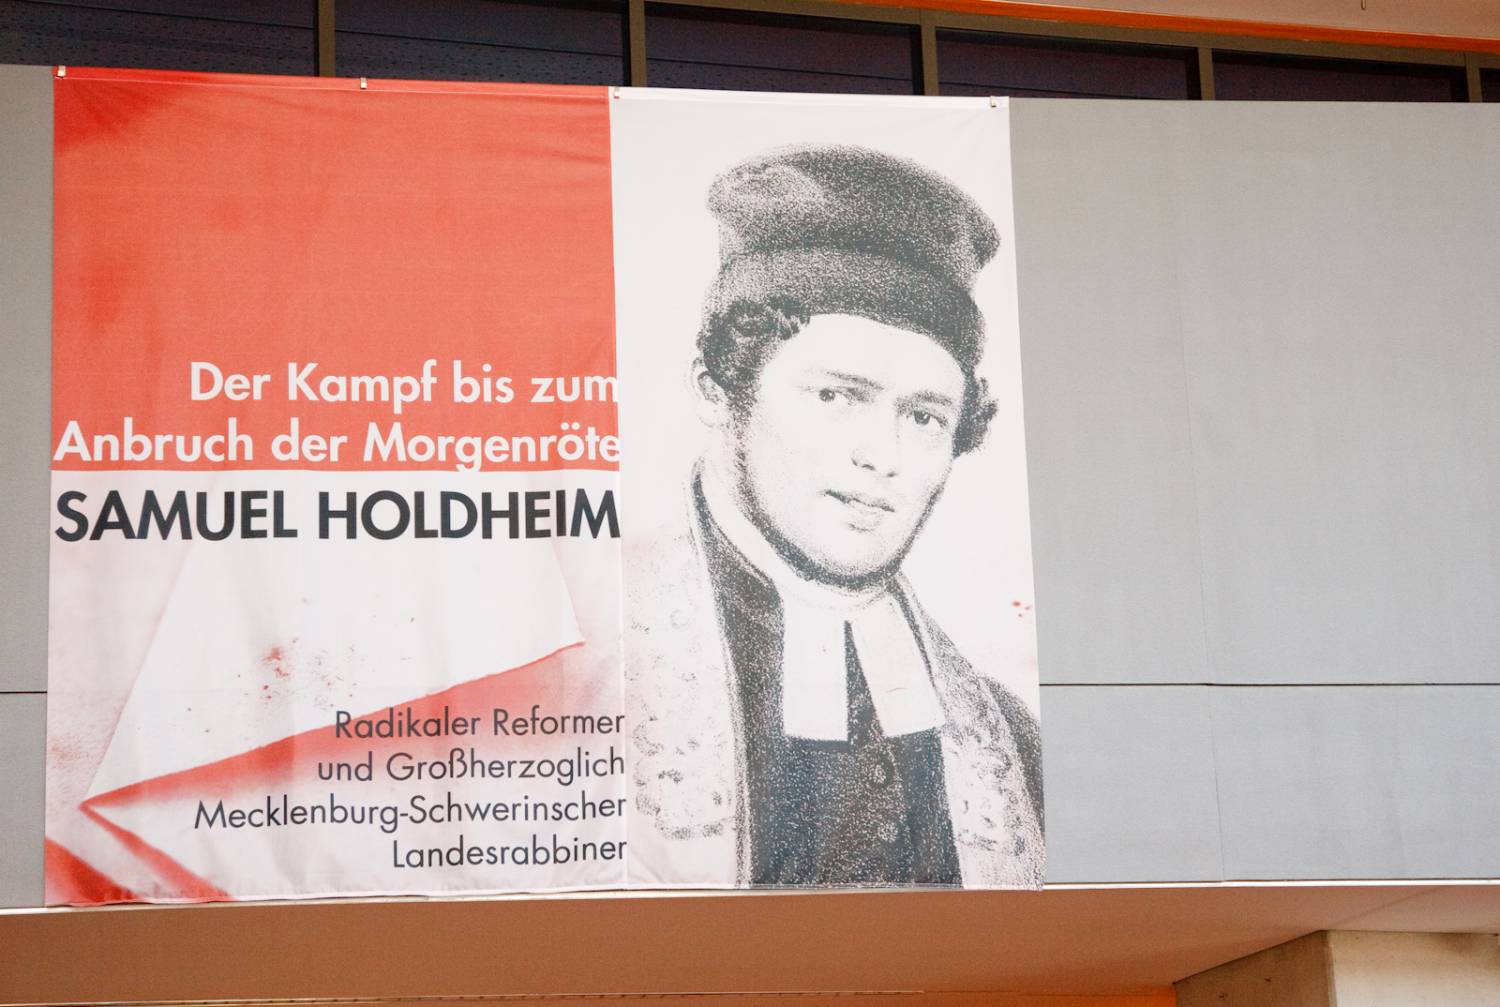 Der Kampf bis zum
Anbruch der Morgenröte
SAMUEL HOLDHEIM
Radikaler Reformer
und Großherzoglich
Mecklenburg-Schwerinscher
Landesrabbiner